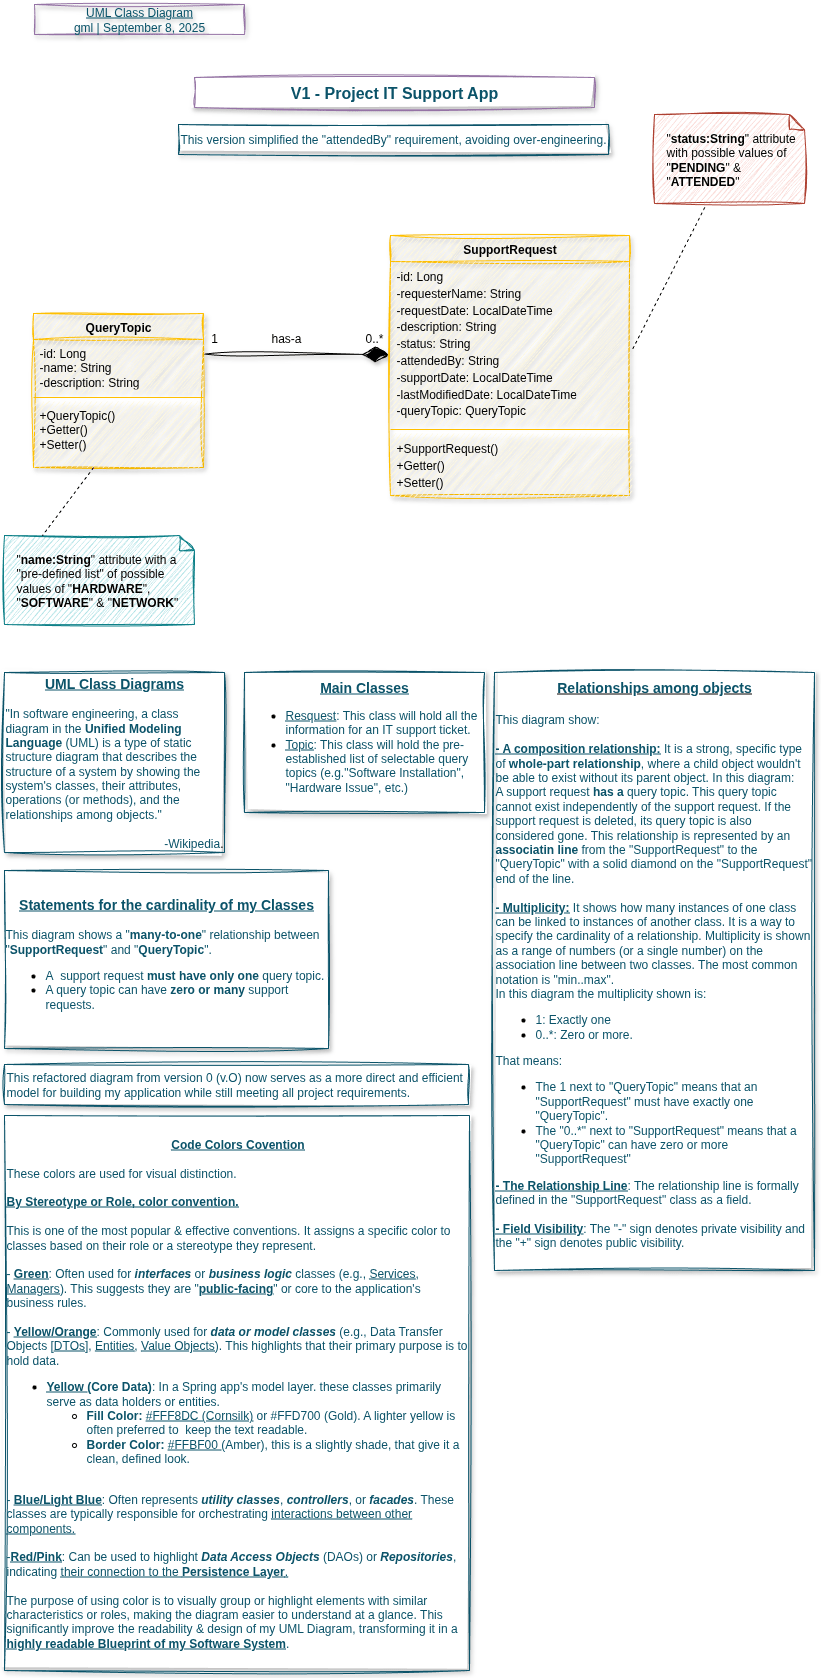 UML Class Diagram
gml | September 8, 2025
V1 - Project IT Support App
This version simplified the "attendedBy" requirement, avoiding over-engineering.
"status:String" attribute
with possible values of
"PENDING" &
"ATTENDED"
SupportRequest
-id: Long
-requesterName: String
-requestDate: LocalDateTime
-description: String
-status: String
-attendedBy: String
-supportDate: LocalDateTime
-lastModifiedDate: LocalDateTime
-queryTopic: QueryTopic
+SupportRequest()
+Getter()
+Setter()
1
has-a
0..*
QueryTopic
-id: Long
-name: String
-description: String
+QueryTopic()
+Getter()
+Setter()
"name:String" attribute with a
"pre-defined list" of possible
values of "HARDWARE",
"SOFTWARE" & "NETWORK"
UML Class Diagrams
"In software engineering, a class
diagram in the Unified Modeling
Language (UML) is a type of static
structure diagram that describes the
structure of a system by showing the
system's classes, their attributes,
operations (or methods), and the
relationships among objects."
-Wikipedia.
Main Classes
• Resquest: This class will hold all the
information for an IT support ticket.
• Topic: This class will hold the pre-
established list of selectable query
topics (e.g."Software Installation",
"Hardware Issue", etc.)
Relationships among objects
This diagram show:
- A composition relationship: It is a strong, specific type
of whole-part relationship, where a child object wouldn't
be able to exist without its parent object. In this diagram:
A support request has a query topic. This query topic
cannot exist independently of the support request. If the
support request is deleted, its query topic is also
considered gone. This relationship is represented by an
associatin line from the "SupportRequest" to the
"QueryTopic" with a solid diamond on the "SupportRequest"
end of the line.
- Multiplicity: It shows how many instances of one class
can be linked to instances of another class. It is a way to
specify the cardinality of a relationship. Multiplicity is shown
as a range of numbers (or a single number) on the
association line between two classes. The most common
notation is "min..max".
In this diagram the multiplicity shown is:
• 1: Exactly one
• 0..*: Zero or more.
That means:
• The 1 next to "QueryTopic" means that an
"SupportRequest" must have exactly one
"QueryTopic".
• The "0..*" next to "SupportRequest" means that a
"QueryTopic" can have zero or more
"SupportRequest"
- The Relationship Line: The relationship line is formally
defined in the "SupportRequest" class as a field.
- Field Visibility: The "-" sign denotes private visibility and
the "+" sign denotes public visibility.
Statements for the cardinality of my Classes
This diagram shows a "many-to-one" relationship between
"SupportRequest" and "QueryTopic".
• A  support request must have only one query topic.
• A query topic can have zero or many support
requests.
This refactored diagram from version 0 (v.O) now serves as a more direct and efficient
model for building my application while still meeting all project requirements.
Code Colors Covention
These colors are used for visual distinction.
By Stereotype or Role, color convention.
This is one of the most popular & effective conventions. It assigns a specific color to
classes based on their role or a stereotype they represent.
- Green: Often used for interfaces or business logic classes (e.g., Services,
Managers). This suggests they are "public-facing" or core to the application's
business rules.
- Yellow/Orange: Commonly used for data or model classes (e.g., Data Transfer
Objects [DTOs], Entities, Value Objects). This highlights that their primary purpose is to
hold data.
• Yellow (Core Data): In a Spring app's model layer. these classes primarily
serve as data holders or entities.
◦ Fill Color: #FFF8DC (Cornsilk) or #FFD700 (Gold). A lighter yellow is
often preferred to  keep the text readable.
◦ Border Color: #FFBF00 (Amber), this is a slightly shade, that give it a
clean, defined look.
- Blue/Light Blue: Often represents utility classes, controllers, or facades. These
classes are typically responsible for orchestrating interactions between other
components.
-Red/Pink: Can be used to highlight Data Access Objects (DAOs) or Repositories,
indicating their connection to the Persistence Layer.
The purpose of using color is to visually group or highlight elements with similar
characteristics or roles, making the diagram easier to understand at a glance. This
significantly improve the readability & design of my UML Diagram, transforming it in a
highly readable Blueprint of my Software System.